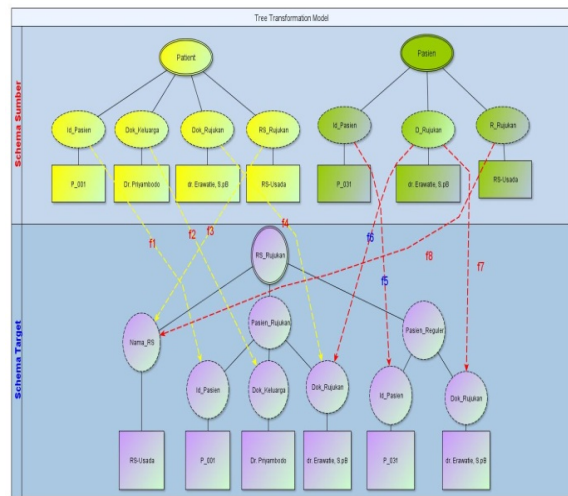 Tree Transformation Model
Schema Sumber
Patient
Pasien
Id_Pasien
Dok_Keluarga
Dok_Rujukan
RS_Rujukan
Id_Pasien
D_Rujukan
R_Rujukan
P_001
Dr. Priyambodo
dr. Erawatie, S.pB
RS-Usada
P_031
dr. Erawatie, S.pB
RS-Usada
f1
f2
f3
f4
f6
f8
f5
f7
Schema Target
RS_Rujukan
Nama_RS
Pasien_Rujukan
Pasien_Reguler
Id_Pasien
Dok_Keluarga
Dok_Rujukan
Id_Pasien
Dok_Rujukan
RS-Usada
P_001
Dr. Priyambodo
dr. Erawatie, S.pB
P_031
dr. Erawatie, S.pB